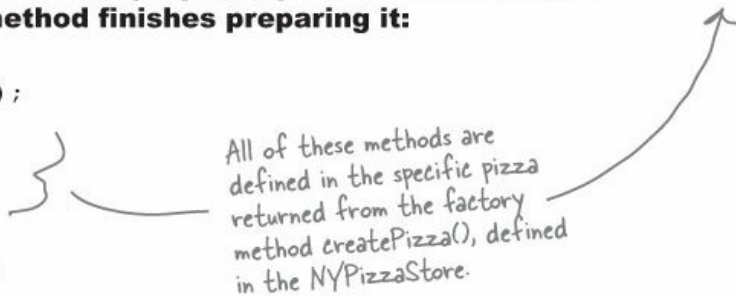 method finishes preparing it:
);
All of these methods are
defined in the specific pizza
returned from the factory
method createPizza(), defined
in the NYPizzaStore.